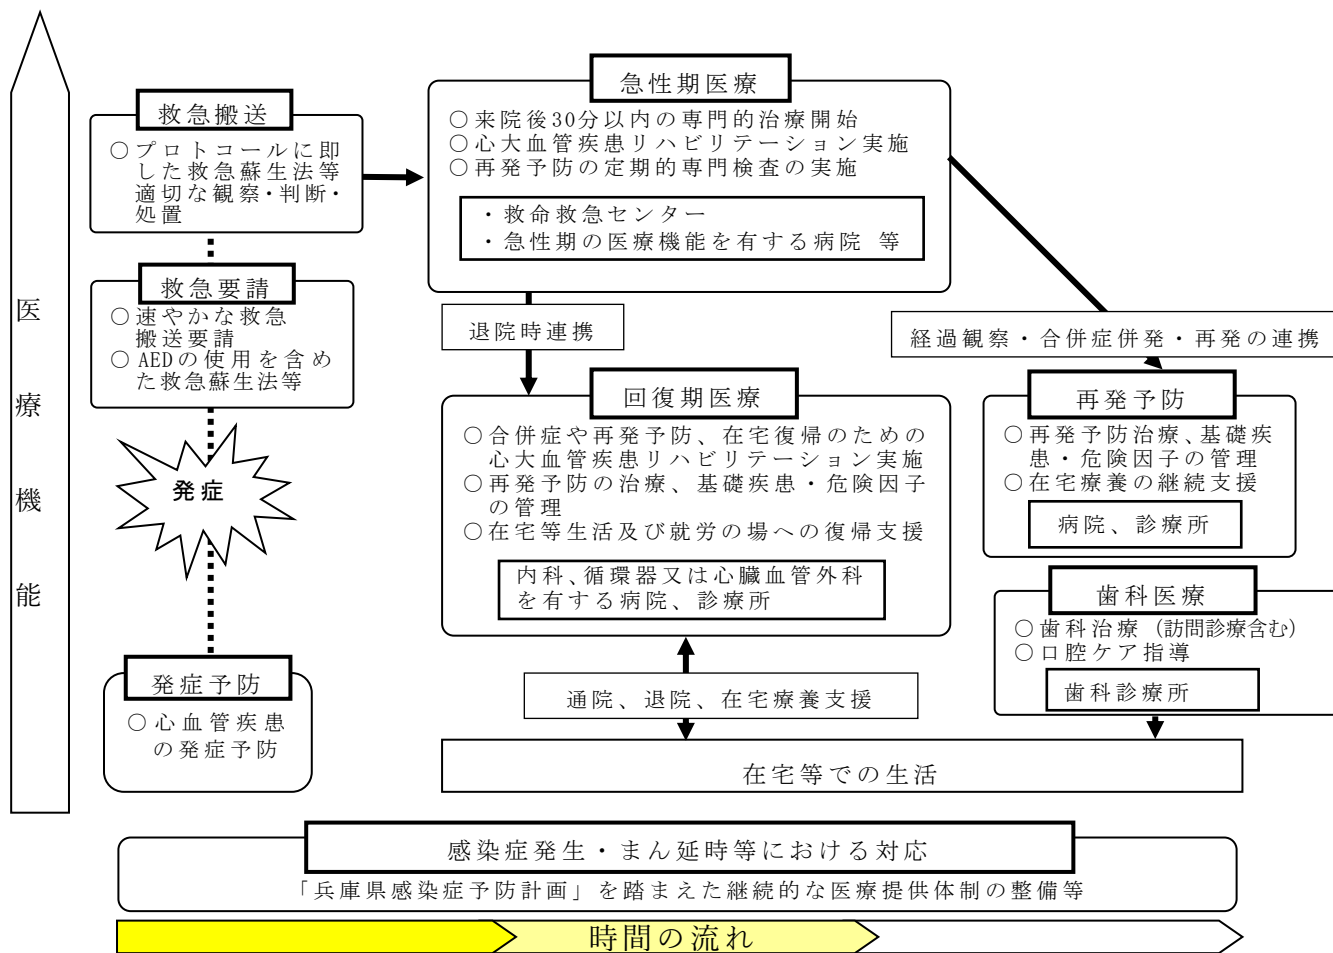 医療機能
救急搬送
○プロトコールに即
した救急蘇生法等
適切な観察・判断・
処置
救急要請
○速やかな救急
搬送要請
○AEDの使用を含め
た救急蘇生法等
発症
発症予防
○心血管疾患
の発症予防
急性期医療
○来院後30分以内の専門的治療開始
○心大血管疾患リハビリテーション実施
○再発予防の定期的専門検査の実施
・救命救急センター
・急性期の医療機能を有する病院 等
退院時連携
経過観察・合併症併発・再発の連携
回復期医療
○合併症や再発予防、在宅復帰のための
心大血管疾患リハビリテーション実施
○再発予防の治療、基礎疾患・危険因子
の管理
○在宅等生活及び就労の場への復帰支援
内科、循環器又は心臓血管外科
を有する病院、診療所
再発予防
○再発予防治療、基礎疾
患・危険因子の管理
○在宅療養の継続支援
病院、診療所
歯科医療
○歯科治療（訪問診療含む）
○口腔ケア指導
歯科診療所
通院、退院、在宅療養支援
在宅等での生活
感染症発生・まん延時等における対応
「兵庫県感染症予防計画」を踏まえた継続的な医療提供体制の整備等
時間の流れ